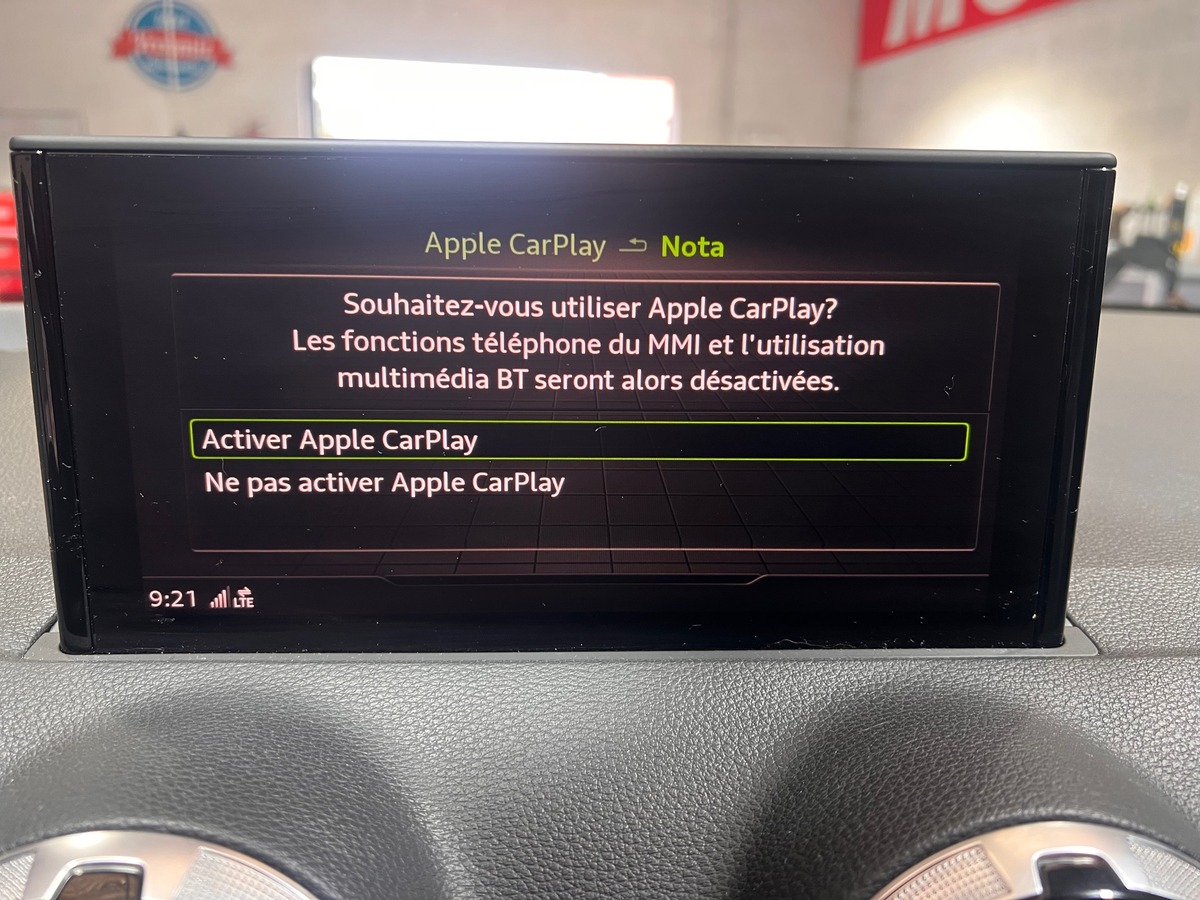 Apple CarPlay Nota
Souhaitez-vous utiliser Apple CarPlay?
Les fonctions téléphone du MMI et l'utilisation
multimédia BT seront alors désactivées.
Activer Apple CarPlay
Ne pas activer Apple CarPlay
9:21 LTE